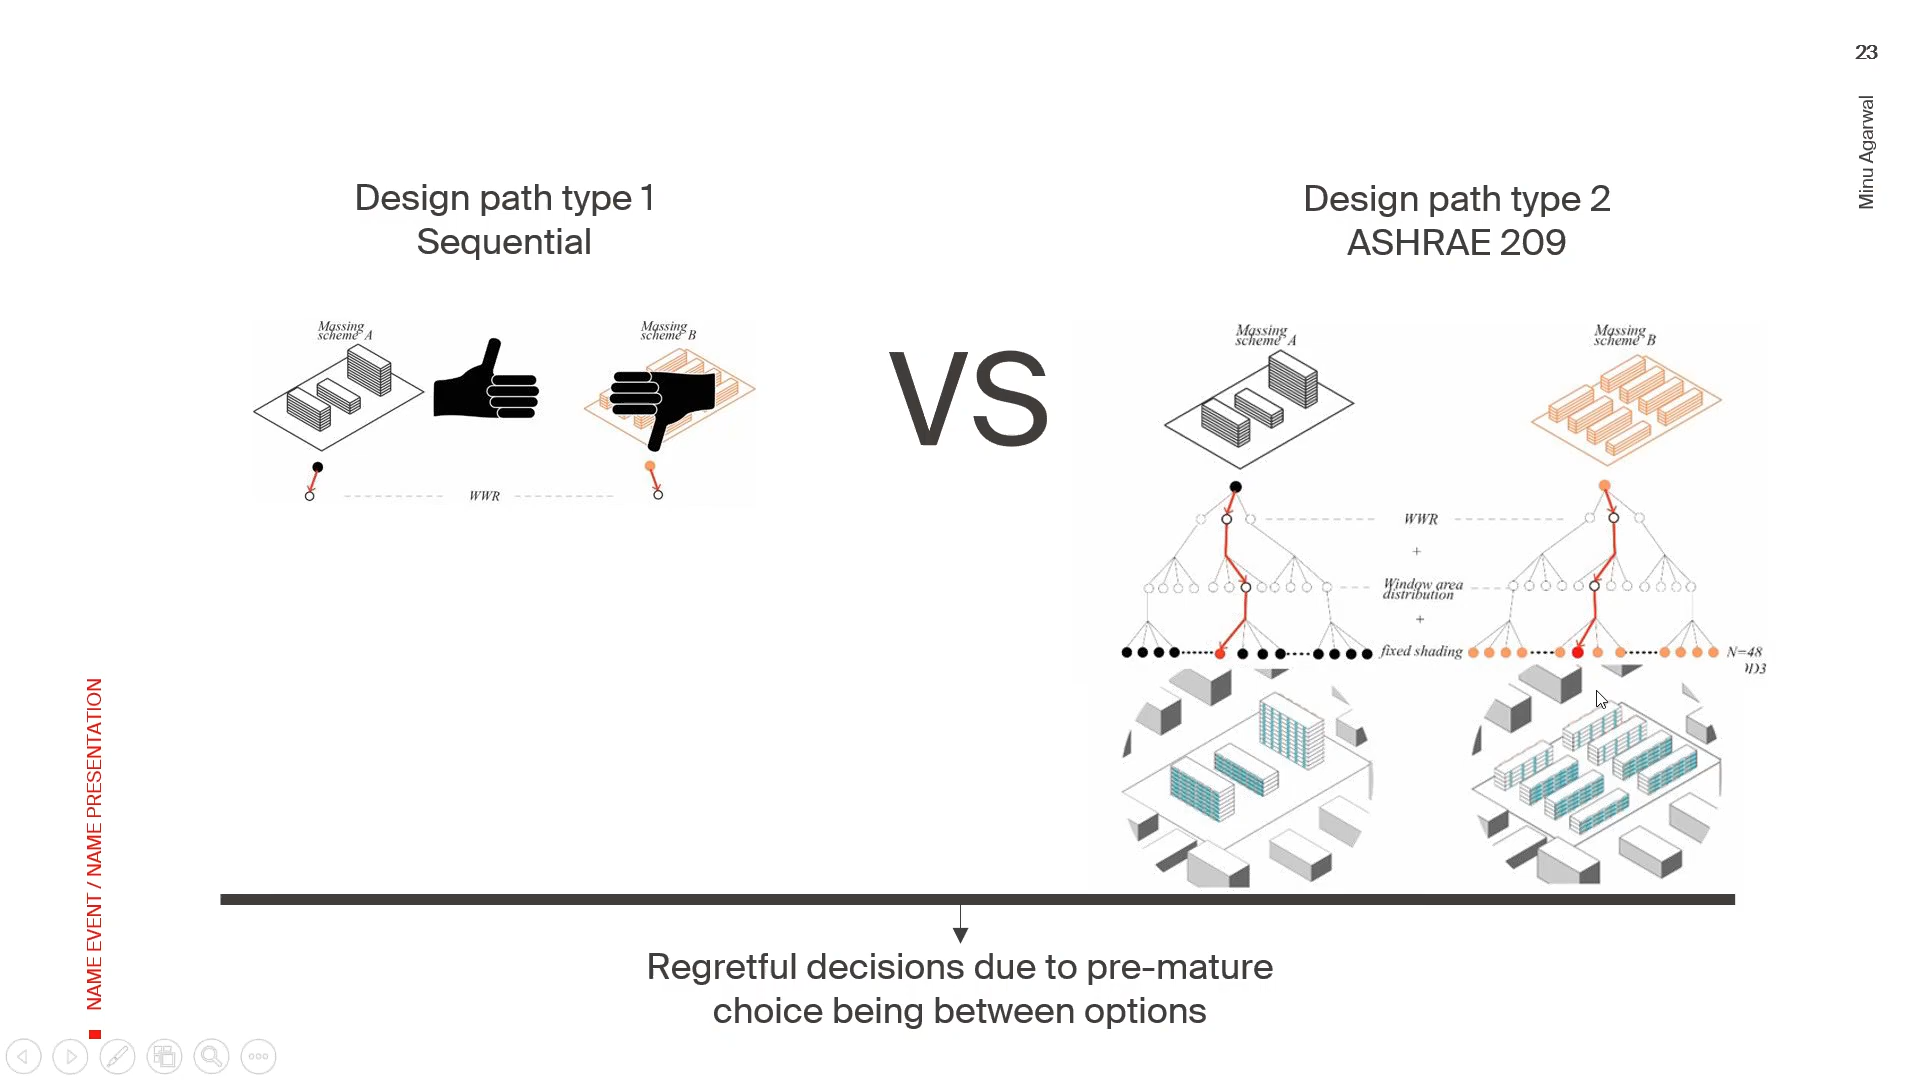 23
Minu Agarwal
Design path type 1
Sequential
Design path type 2
ASHRAE 209
Massing
scheme A
Massing
scheme B
WWR
VS
Massing
scheme A
Massing
scheme B
WWR
+
Window area
distribution
+
fixed shading
N=48
Regretful decisions due to pre-mature
choice being between options
NAME EVENT / NAME PRESENTATION